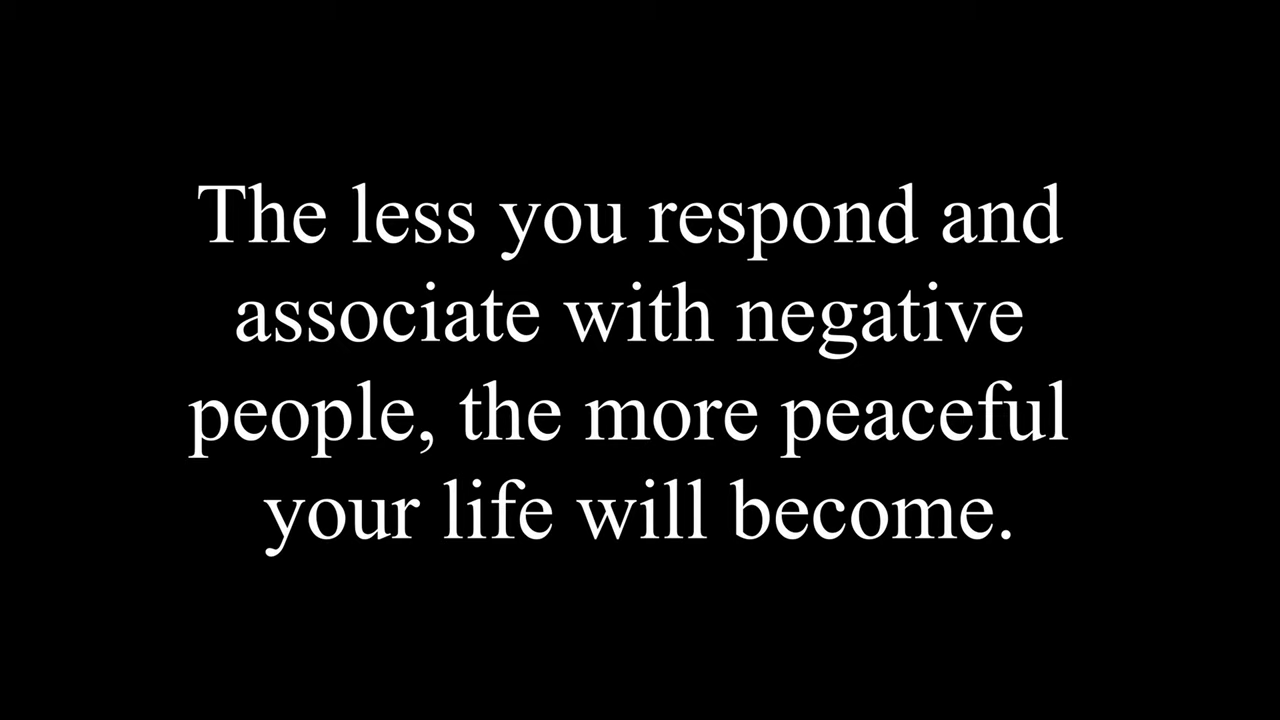 The less you respond and
associate with negative
people, the more peaceful
your life will become.